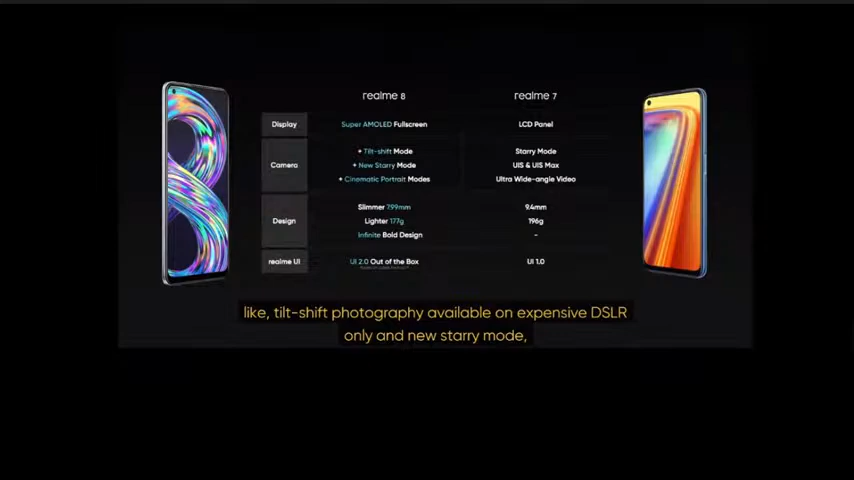 realme 8 realme 7
Display Super AMOLED Fullscreen LCD Panel
+ Tilt-shift Mode Starry Mode
Camera + New Starry Mode UIS & UIS Max
+ Cinematic Portrait Modes Ultra Wide-angle Video
Slimmer 7.99mm 9.4mm
Design Lighter 177g 196g
Infinite Bold Design -
realme UI UI 2.0 Out of the Box UI 1.0
like, tilt-shift photography available on expensive DSLR
only and new starry mode,